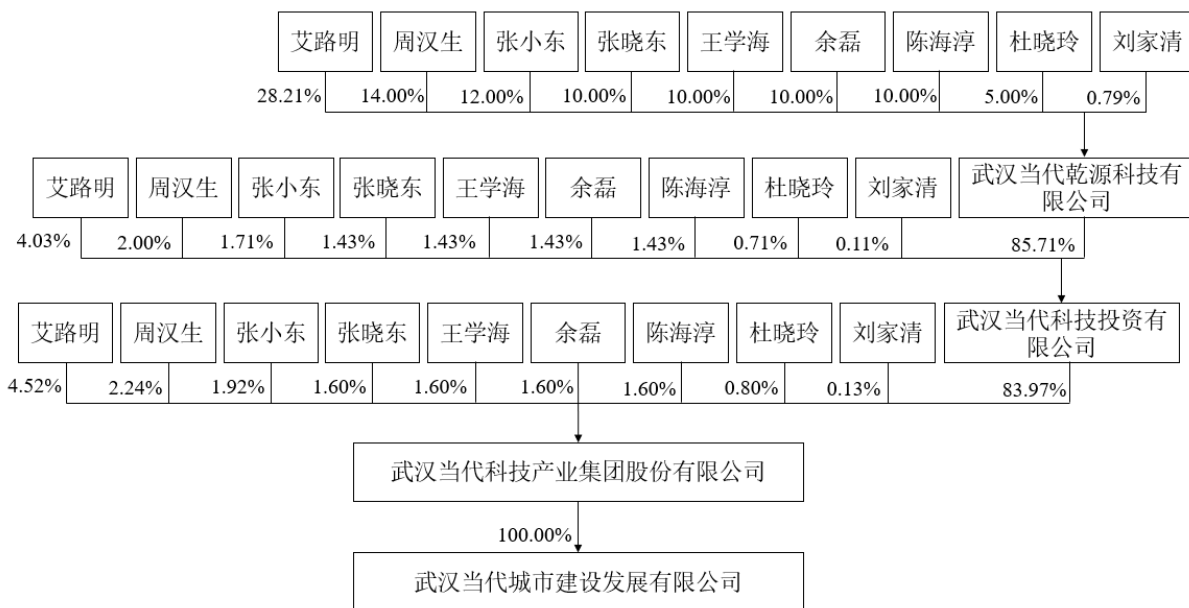 艾路明 周汉生 张小东 张晓东 王学海 余磊 陈海淳 杜晓玲 刘家清
28.21% 14.00% 12.00% 10.00% 10.00% 10.00% 10.00% 5.00% 0.79%
艾路明 周汉生 张小东 张晓东 王学海 余磊 陈海淳 杜晓玲 刘家清
武汉当代乾源科技有
限公司
4.03% 2.00% 1.71% 1.43% 1.43% 1.43% 1.43% 0.71% 0.11% 85.71%
艾路明 周汉生 张小东 张晓东 王学海 余磊 陈海淳 杜晓玲 刘家清
武汉当代科技投资有
限公司
4.52% 2.24% 1.92% 1.60% 1.60% 1.60% 1.60% 0.80% 0.13% 83.97%
武汉当代科技产业集团股份有限公司
100.00%
武汉当代城市建设发展有限公司